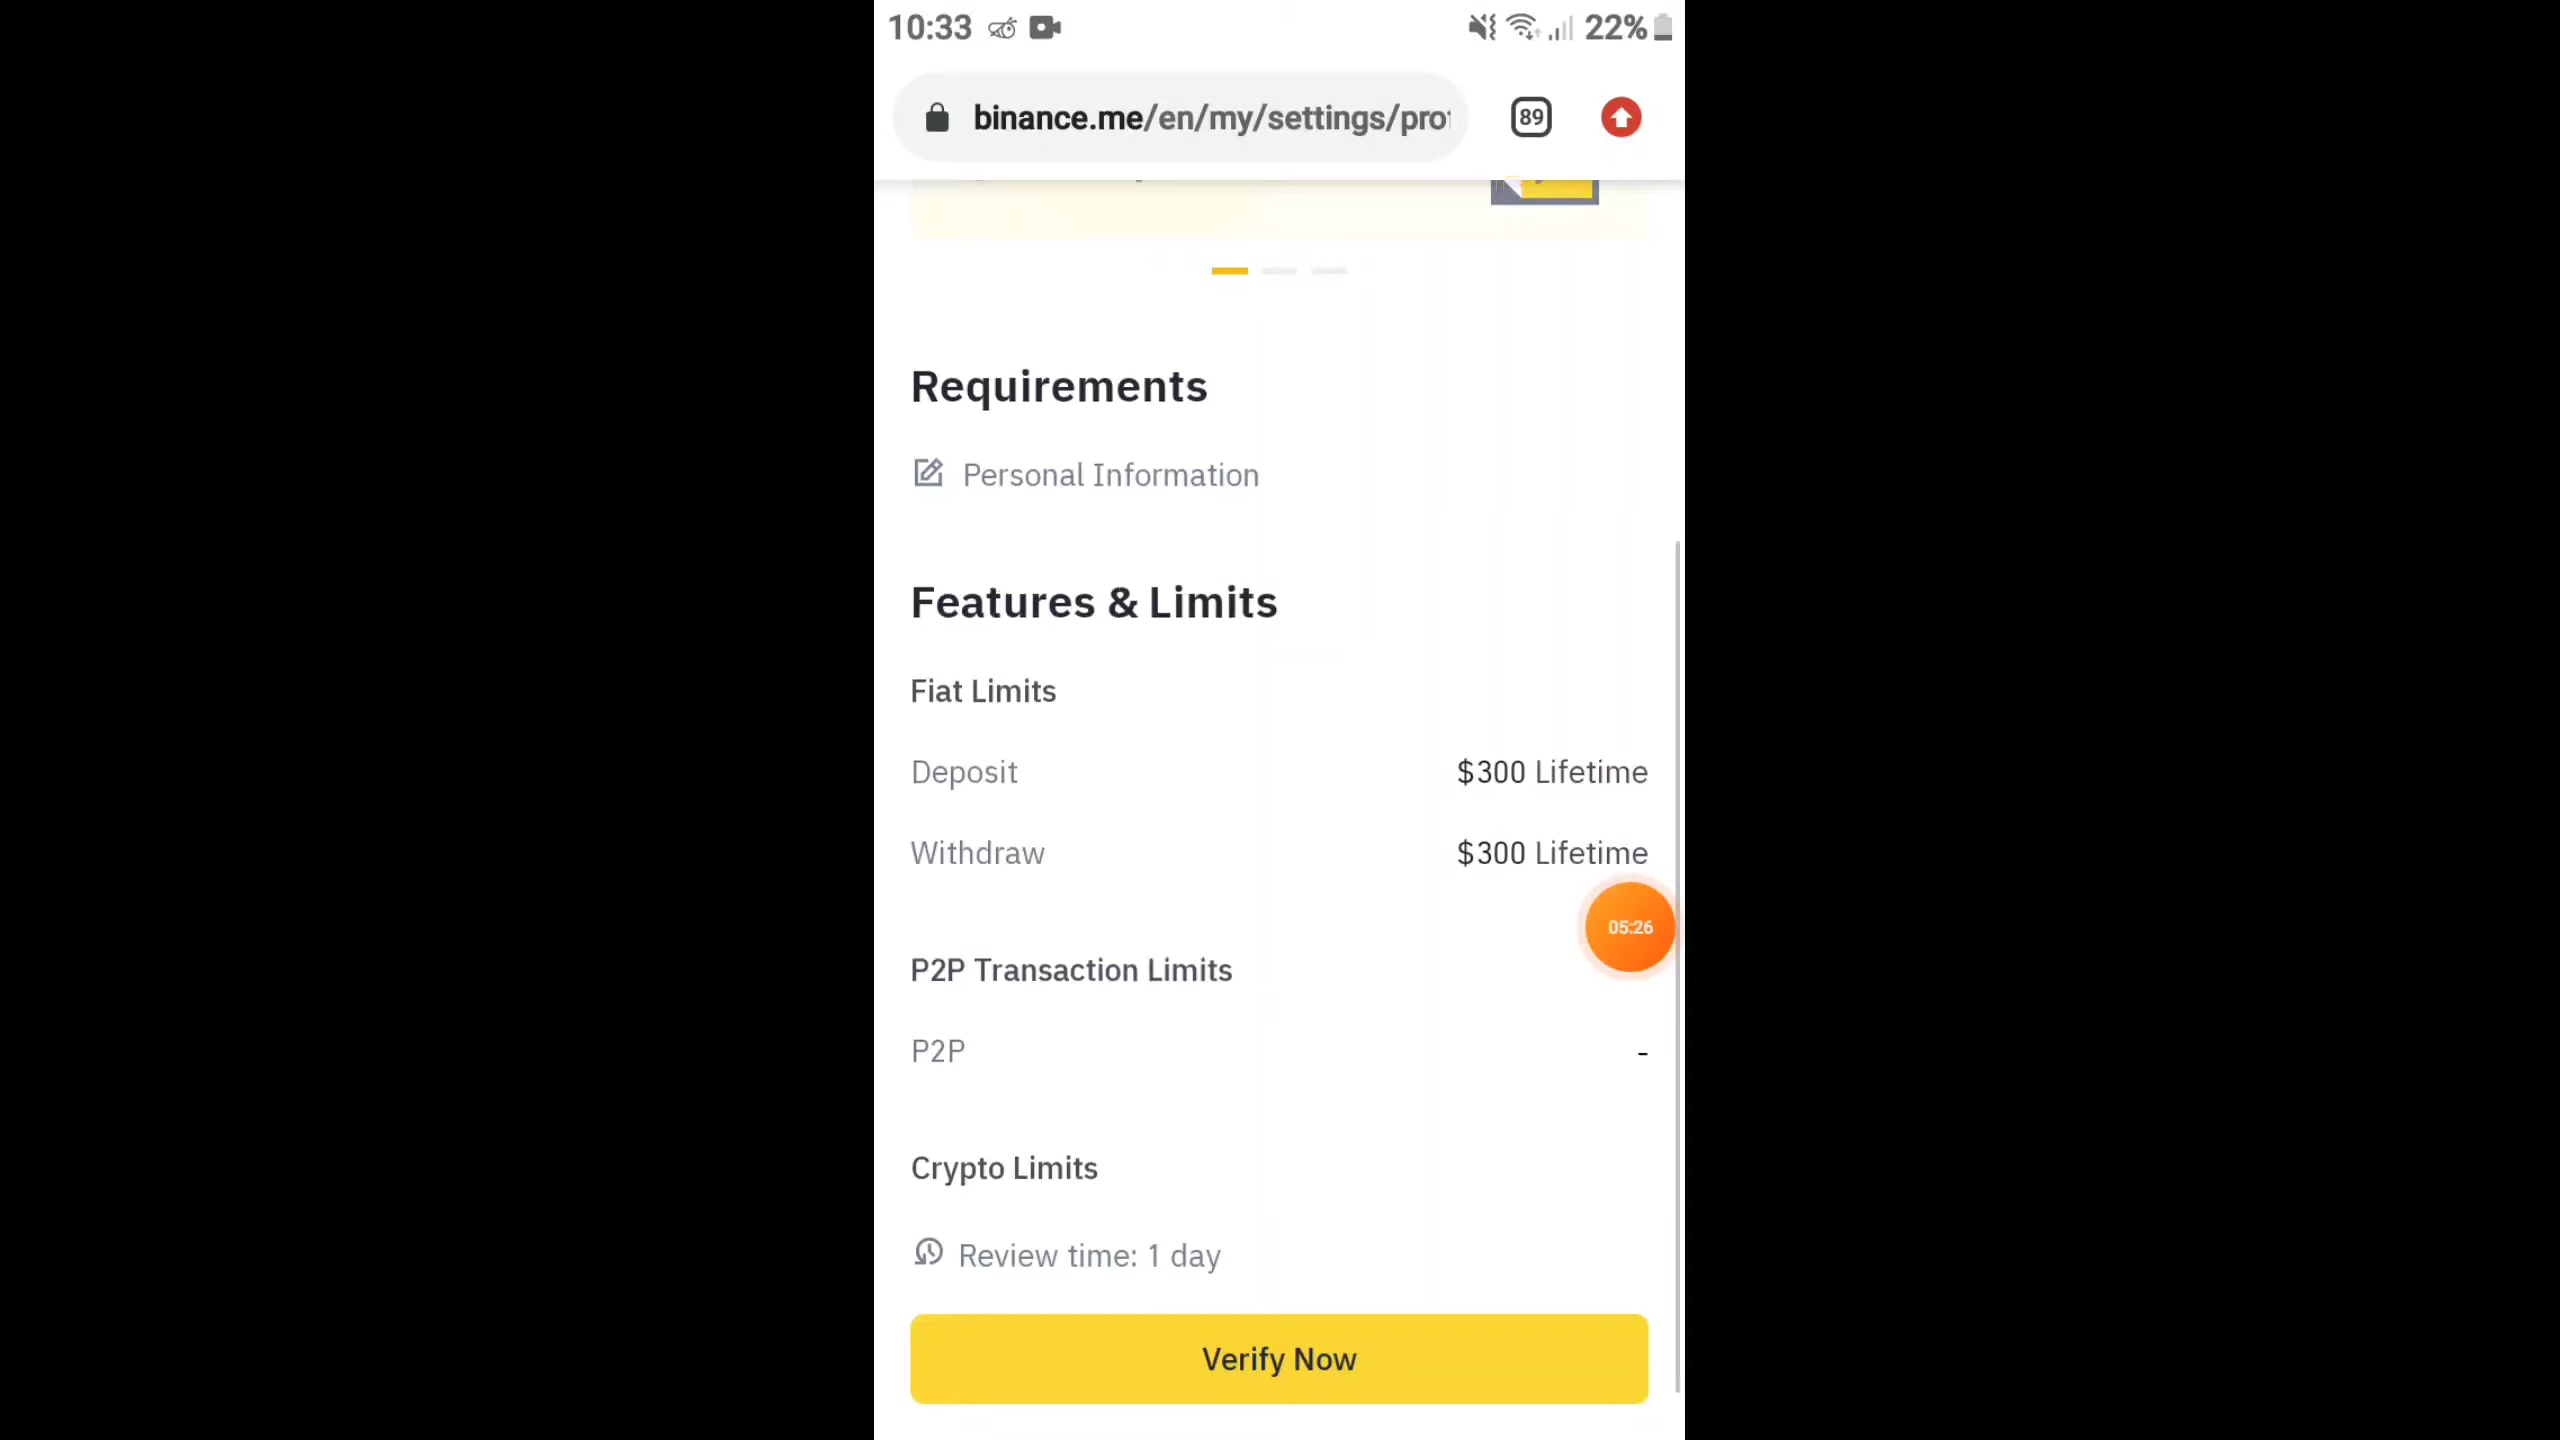 10:33
22%
binance.me/en/my/settings/pro
89
Requirements
Personal Information
Features & Limits
Fiat Limits
Deposit $300 Lifetime
Withdraw $300 Lifetime
05:26
P2P Transaction Limits
P2P -
Crypto Limits
Review time: 1 day
Verify Now